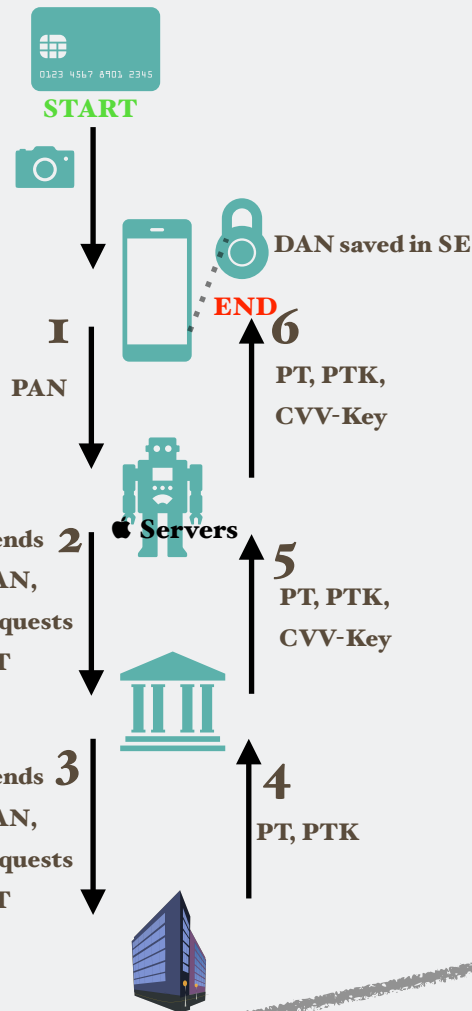 0123 4567 8901 2345
START
DAN saved in SE
END
1
6
PAN
PT, PTK,
CVV-Key
Servers
2
5
PT, PTK,
CVV-Key
3
4
PT, PTK